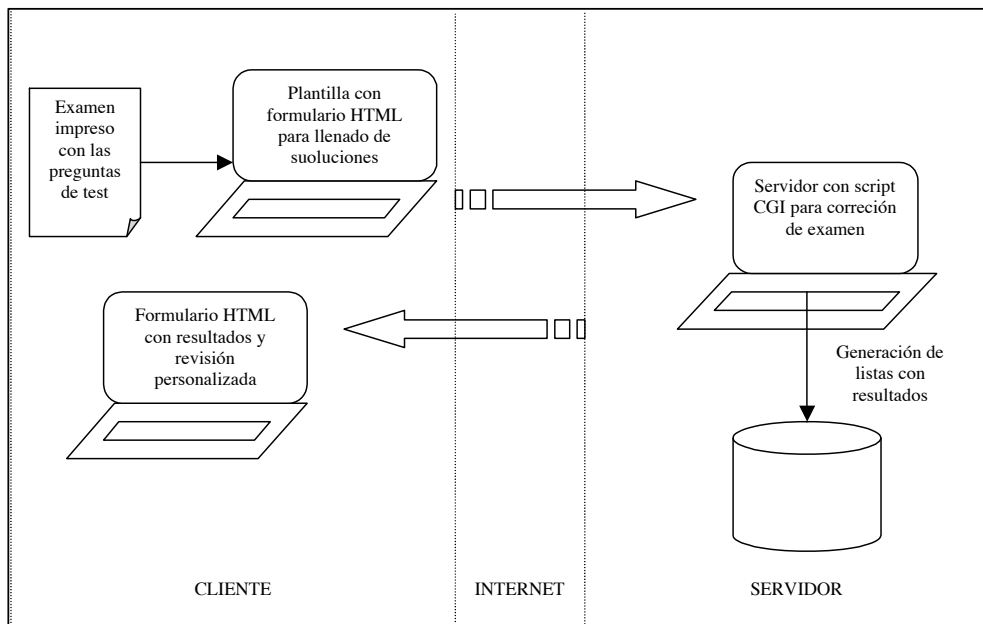 Examen
impreso
con las
preguntas
de test
Plantilla con
formulario HTML
para llenado de
suoluciones
Servidor con script
CGI para correción
de examen
Formulario HTML
con resultados y
revisión
personalizada
Generación de
listas con
resultados
CLIENTE
INTERNET
SERVIDOR